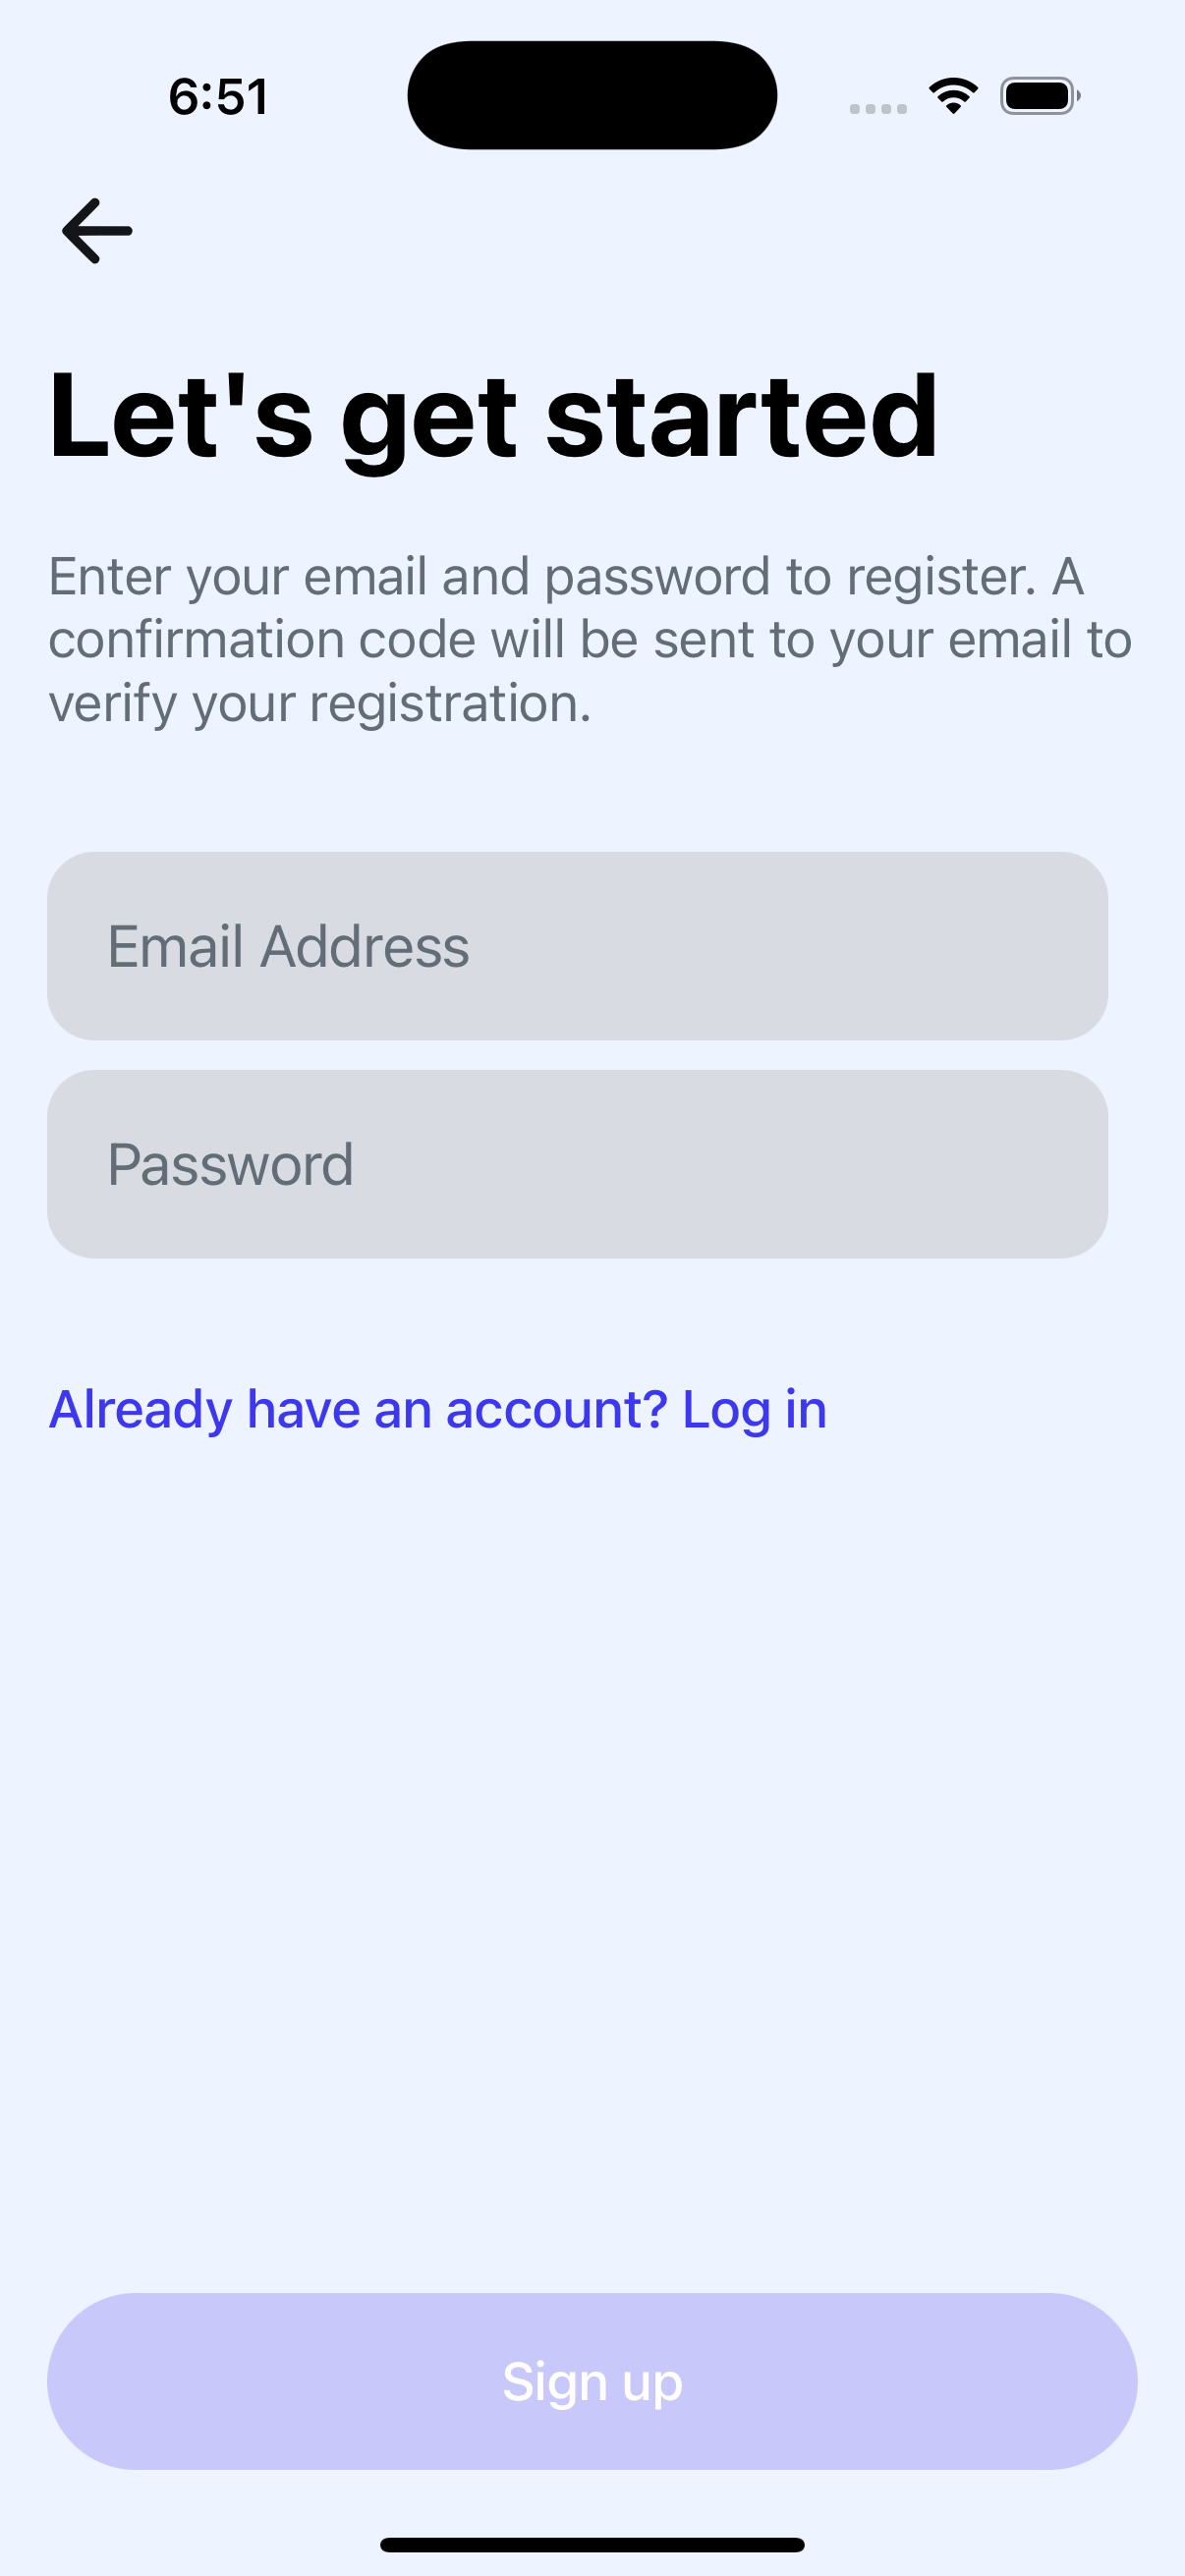 6:51
Let's get started
Enter your email and password to register. A
confirmation code will be sent to your email to
verify your registration.
Email Address
Password
Already have an account? Log in
Sign up